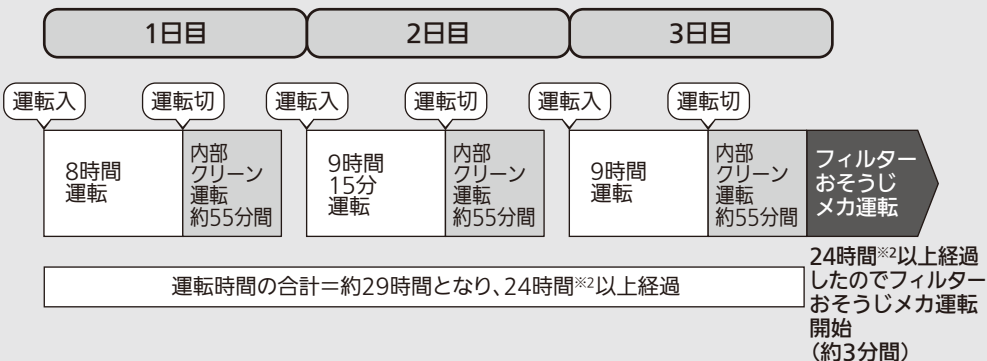 1日目
2日目
3日目
運転入
運転切
運転入
運転切
運転入
運転切
8時間
運転
内部
クリーン
運転
約55分間
9時間
15分
運転
内部
クリーン
運転
約55分間
9時間
運転
内部
クリーン
運転
約55分間
フィルター
おそうじ
メカ運転
運転時間の合計＝約29時間となり、24時間※2以上経過
24時間※2以上経過
したのでフィルター
おそうじメカ運転
開始
（約3分間）